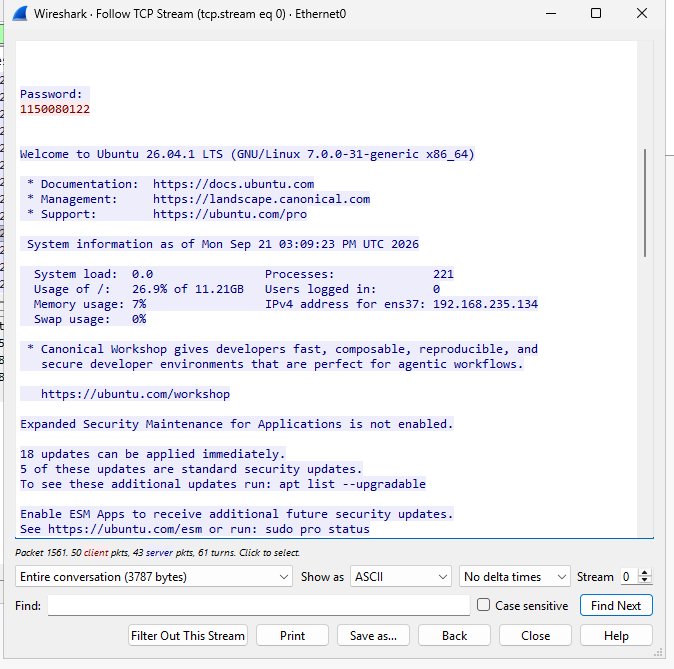 Wireshark · Follow TCP Stream (tcp.stream eq 0) · Ethernet0
Password:
1150080122
Welcome to Ubuntu 26.04.1 LTS (GNU/Linux 7.0.0-31-generic x86_64)
* Documentation:  https://docs.ubuntu.com
* Management:     https://landscape.canonical.com
* Support:        https://ubuntu.com/pro
System information as of Mon Sep 21 03:09:23 PM UTC 2026
System load:  0.0                Processes:              221
Usage of /:   26.9% of 11.21GB   Users logged in:        0
Memory usage: 7%                 IPv4 address for ens37: 192.168.235.134
Swap usage:   0%
* Canonical Workshop gives developers fast, composable, reproducible, and
secure developer environments that are perfect for agentic workflows.
https://ubuntu.com/workshop
Expanded Security Maintenance for Applications is not enabled.
18 updates can be applied immediately.
5 of these updates are standard security updates.
To see these additional updates run: apt list --upgradable
Enable ESM Apps to receive additional future security updates.
See https://ubuntu.com/esm or run: sudo pro status
Packet 1561. 50 client pkts, 43 server pkts, 61 turns. Click to select.
Entire conversation (3787 bytes) Show as ASCII No delta times Stream 0
Find: Case sensitive Find Next
Filter Out This Stream Print Save as... Back Close Help